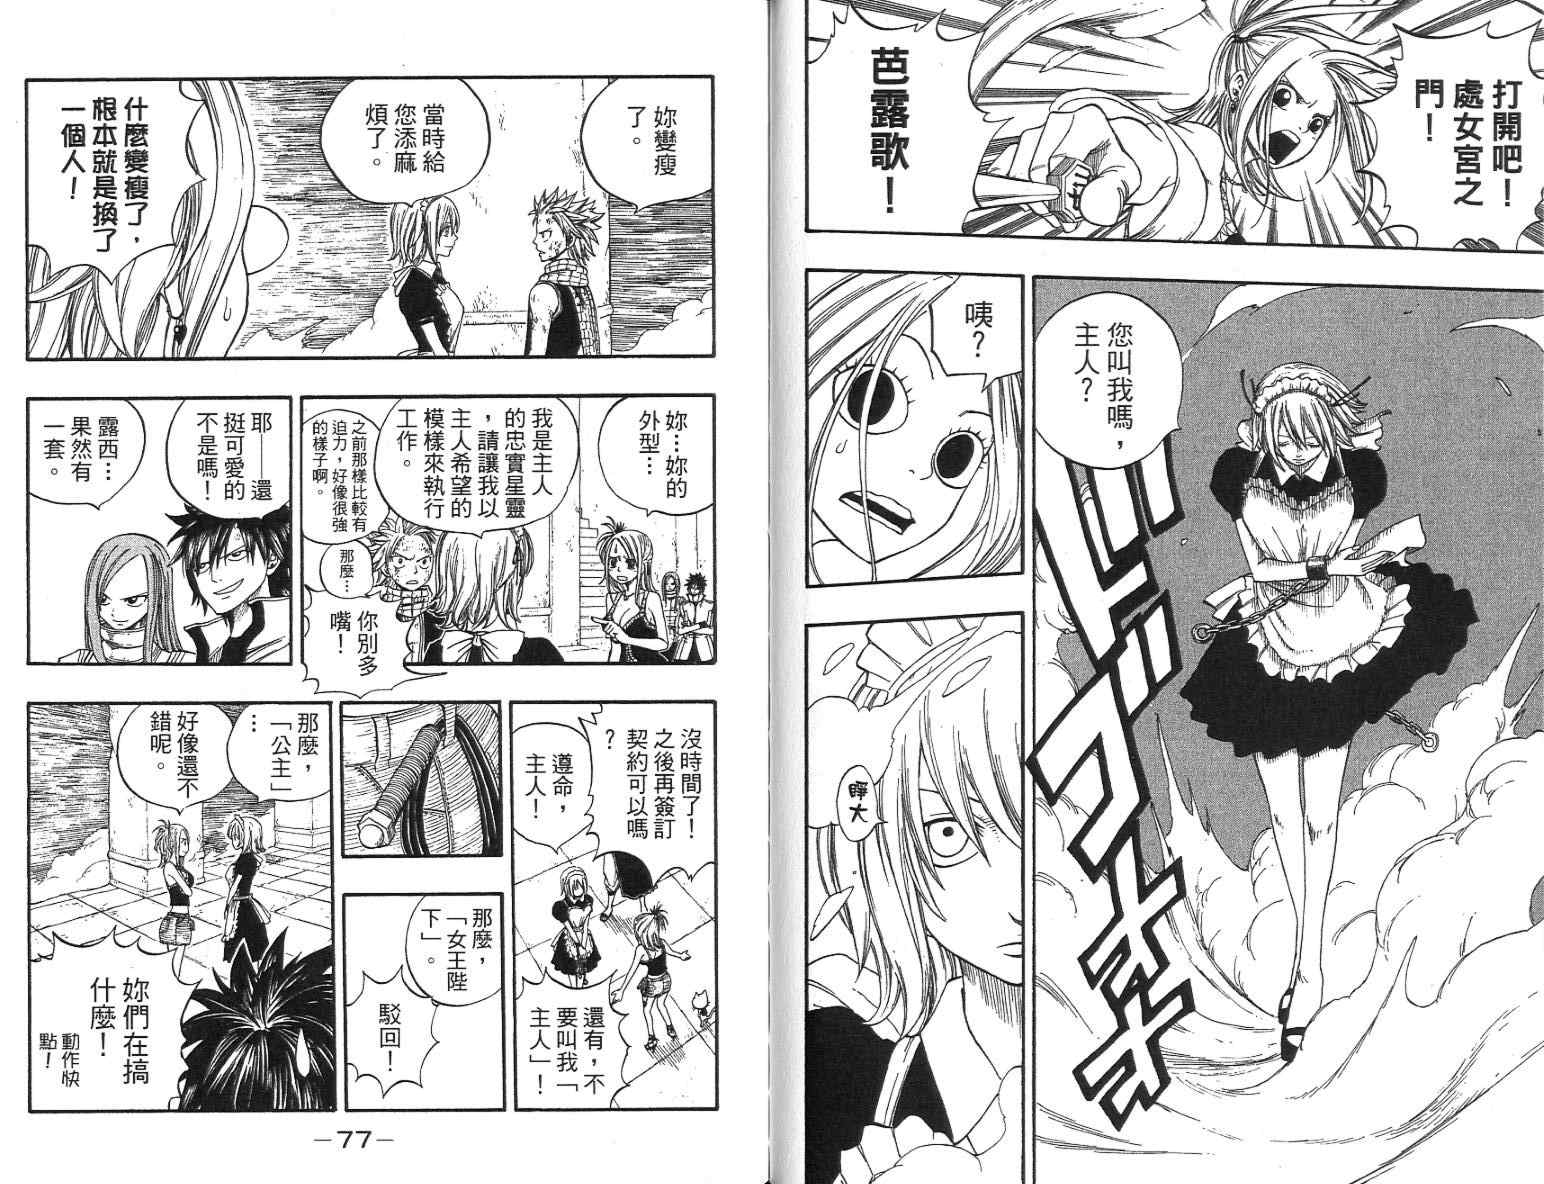 打開吧！
處女宮之
門！
芭露歌！
您叫我嗎，
主人？
咦？
ドドフォォォ
睜大
妳變瘦
了。
當時給
您添麻
煩了。
什麼變瘦了，
根本就是換了
一個人！
妳…妳的
外型…
我是主人
的忠實星靈
，請讓我以
主人希望的
模樣來執行
工作。
之前那樣比較有
迫力，好像很強
的樣子啊。
那麼…
你別多
嘴！
耶——還
挺可愛的
不是嗎！
露西…
果然有
一套。
沒時間了！
之後再簽訂
契約可以嗎
？
遵命，
主人！
還有，不
要叫我「
主人」！
那麼，
「女王陛
下」。
駁回！
那麼，
「公主」
…
好像還不
錯呢。
妳們在搞
什麼！
動作快
點！
－77－